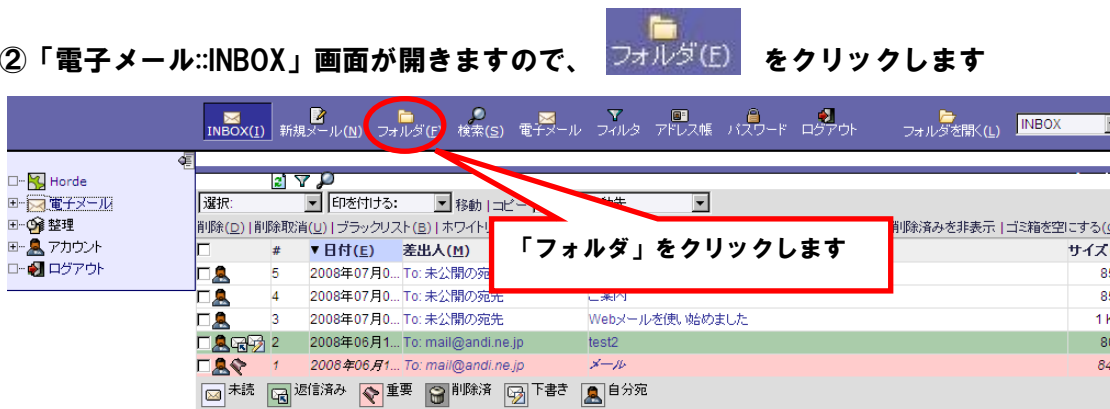 ②「電子メール::INBOX」画面が開きますので、 フォルダ(F) をクリックします
INBOX(I) 新規メール(N) フォルダ(F) 検索(S) 電子メール フィルタ アドレス帳 パスワード ログアウト フォルダを開く(L) INBOX
Horde
電子メール
整理
アカウント
ログアウト
選択: 印を付ける: 移動 | コピー
削除(D) | 削除取消(U) | ブラックリスト(B) | ホワイト 削除済みを非表示 | ゴミ箱を空にする(
「フォルダ」をクリックします
# ▼日付(E) 差出人(M) サイズ
5 2008年07月0... To: 未公開の宛先
4 2008年07月0... To: 未公開の宛先 ご案内
3 2008年07月0... To: 未公開の宛先 Webメールを使い始めました 1
2 2008年06月1... To: mail@andi.ne.jp test2
1 2008年06月1... To: mail@andi.ne.jp メール 84
未読 返信済み 重要 削除済 下書き 自分宛